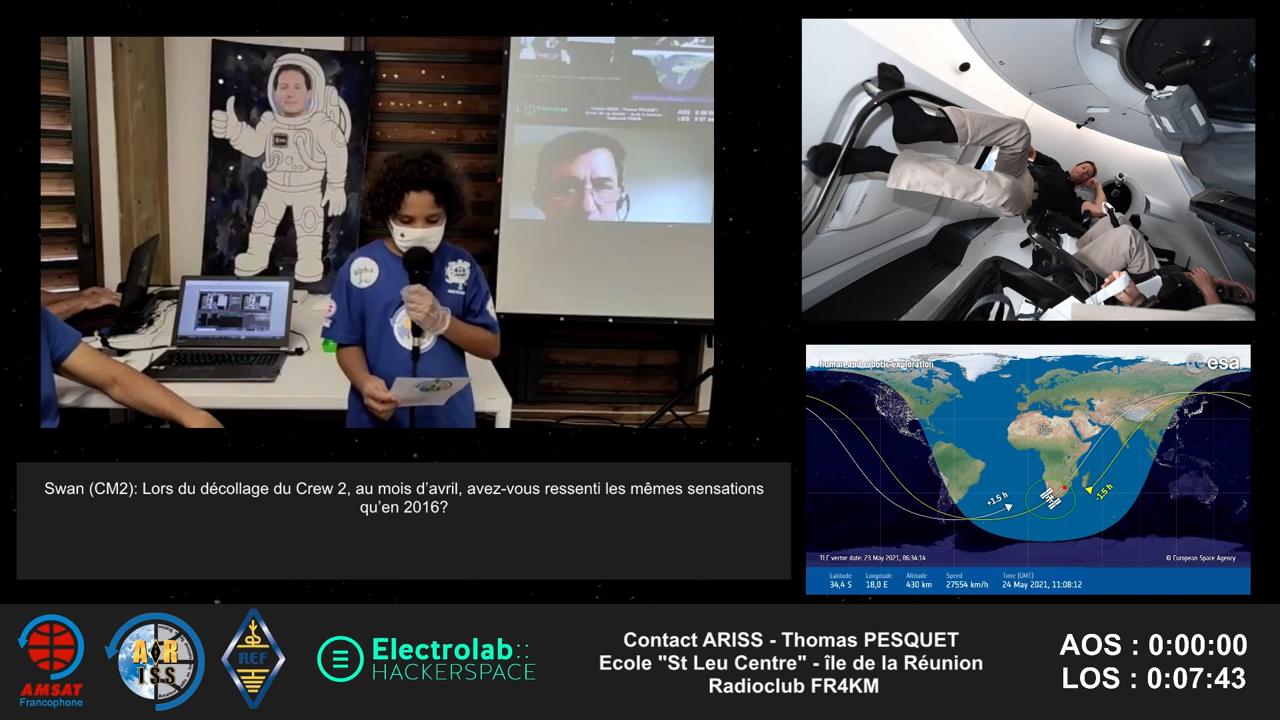 alpha
human and robotic exploration
esa
+1.5 h
-1.5 h
TLE vector date: 23 May 2021, 06:34:14
© European Space Agency
Latitude
Longitude
Altitude
Speed
Time (GMT)
34,4 S
18,0 E
430 km
27554 km/h
24 May 2021, 11:08:12
Swan (CM2): Lors du décollage du Crew 2, au mois d’avril, avez-vous ressenti les mêmes sensations
qu’en 2016?
AMSAT
Francophone
AR
ISS
REF
Electrolab::
HACKERSPACE
Contact ARISS - Thomas PESQUET
Ecole "St Leu Centre" - île de la Réunion
Radioclub FR4KM
AOS : 0:00:00
LOS : 0:07:43